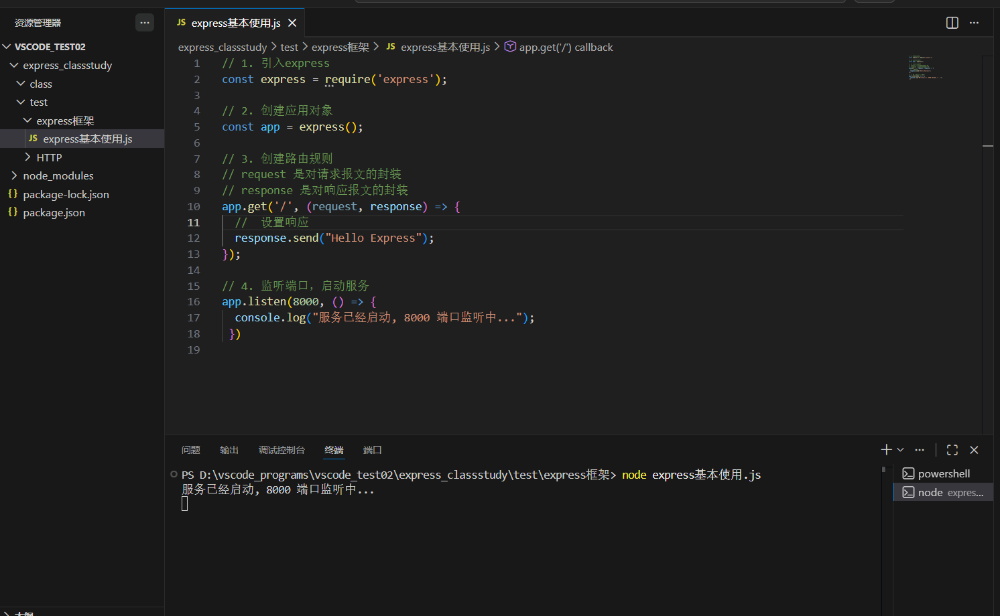 资源管理器
VSCODE_TEST02
express_classstudy
class
test
express框架
JS express基本使用.js
HTTP
node_modules
{} package-lock.json
{} package.json
JS express基本使用.js
express_classstudy > test > express框架 > JS express基本使用.js > app.get('/') callback
1 // 1. 引入express
2 const express = require('express');
3
4 // 2. 创建应用对象
5 const app = express();
6
7 // 3. 创建路由规则
8 // request 是对请求报文的封装
9 // response 是对响应报文的封装
10 app.get('/', (request, response) => {
11 //  设置响应
12 response.send("Hello Express");
13 });
14
15 // 4. 监听端口，启动服务
16 app.listen(8000, () => {
17 console.log("服务已经启动, 8000 端口监听中...");
18 })
19
问题 输出 调试控制台 终端 端口
PS D:\vscode_programs\vscode_test02\express_classstudy\test\express框架> node express基本使用.js
服务已经启动, 8000 端口监听中...
powershell
node expres...